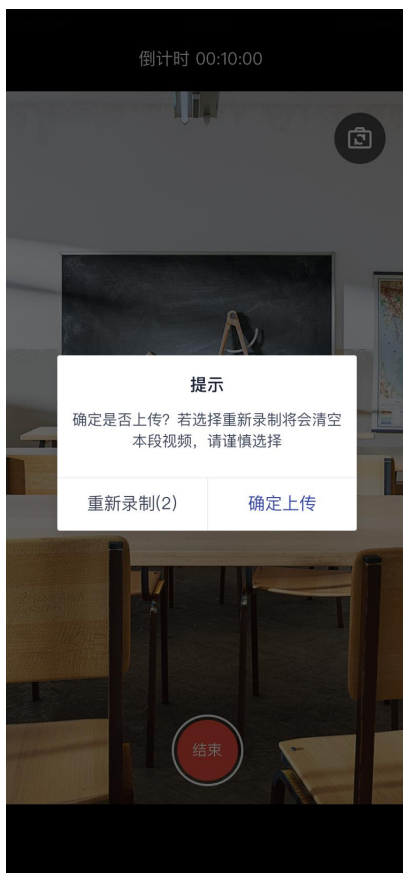 倒计时 00:10:00
提示
确定是否上传？若选择重新录制将会清空
本段视频，请谨慎选择
重新录制(2)
确定上传
结束